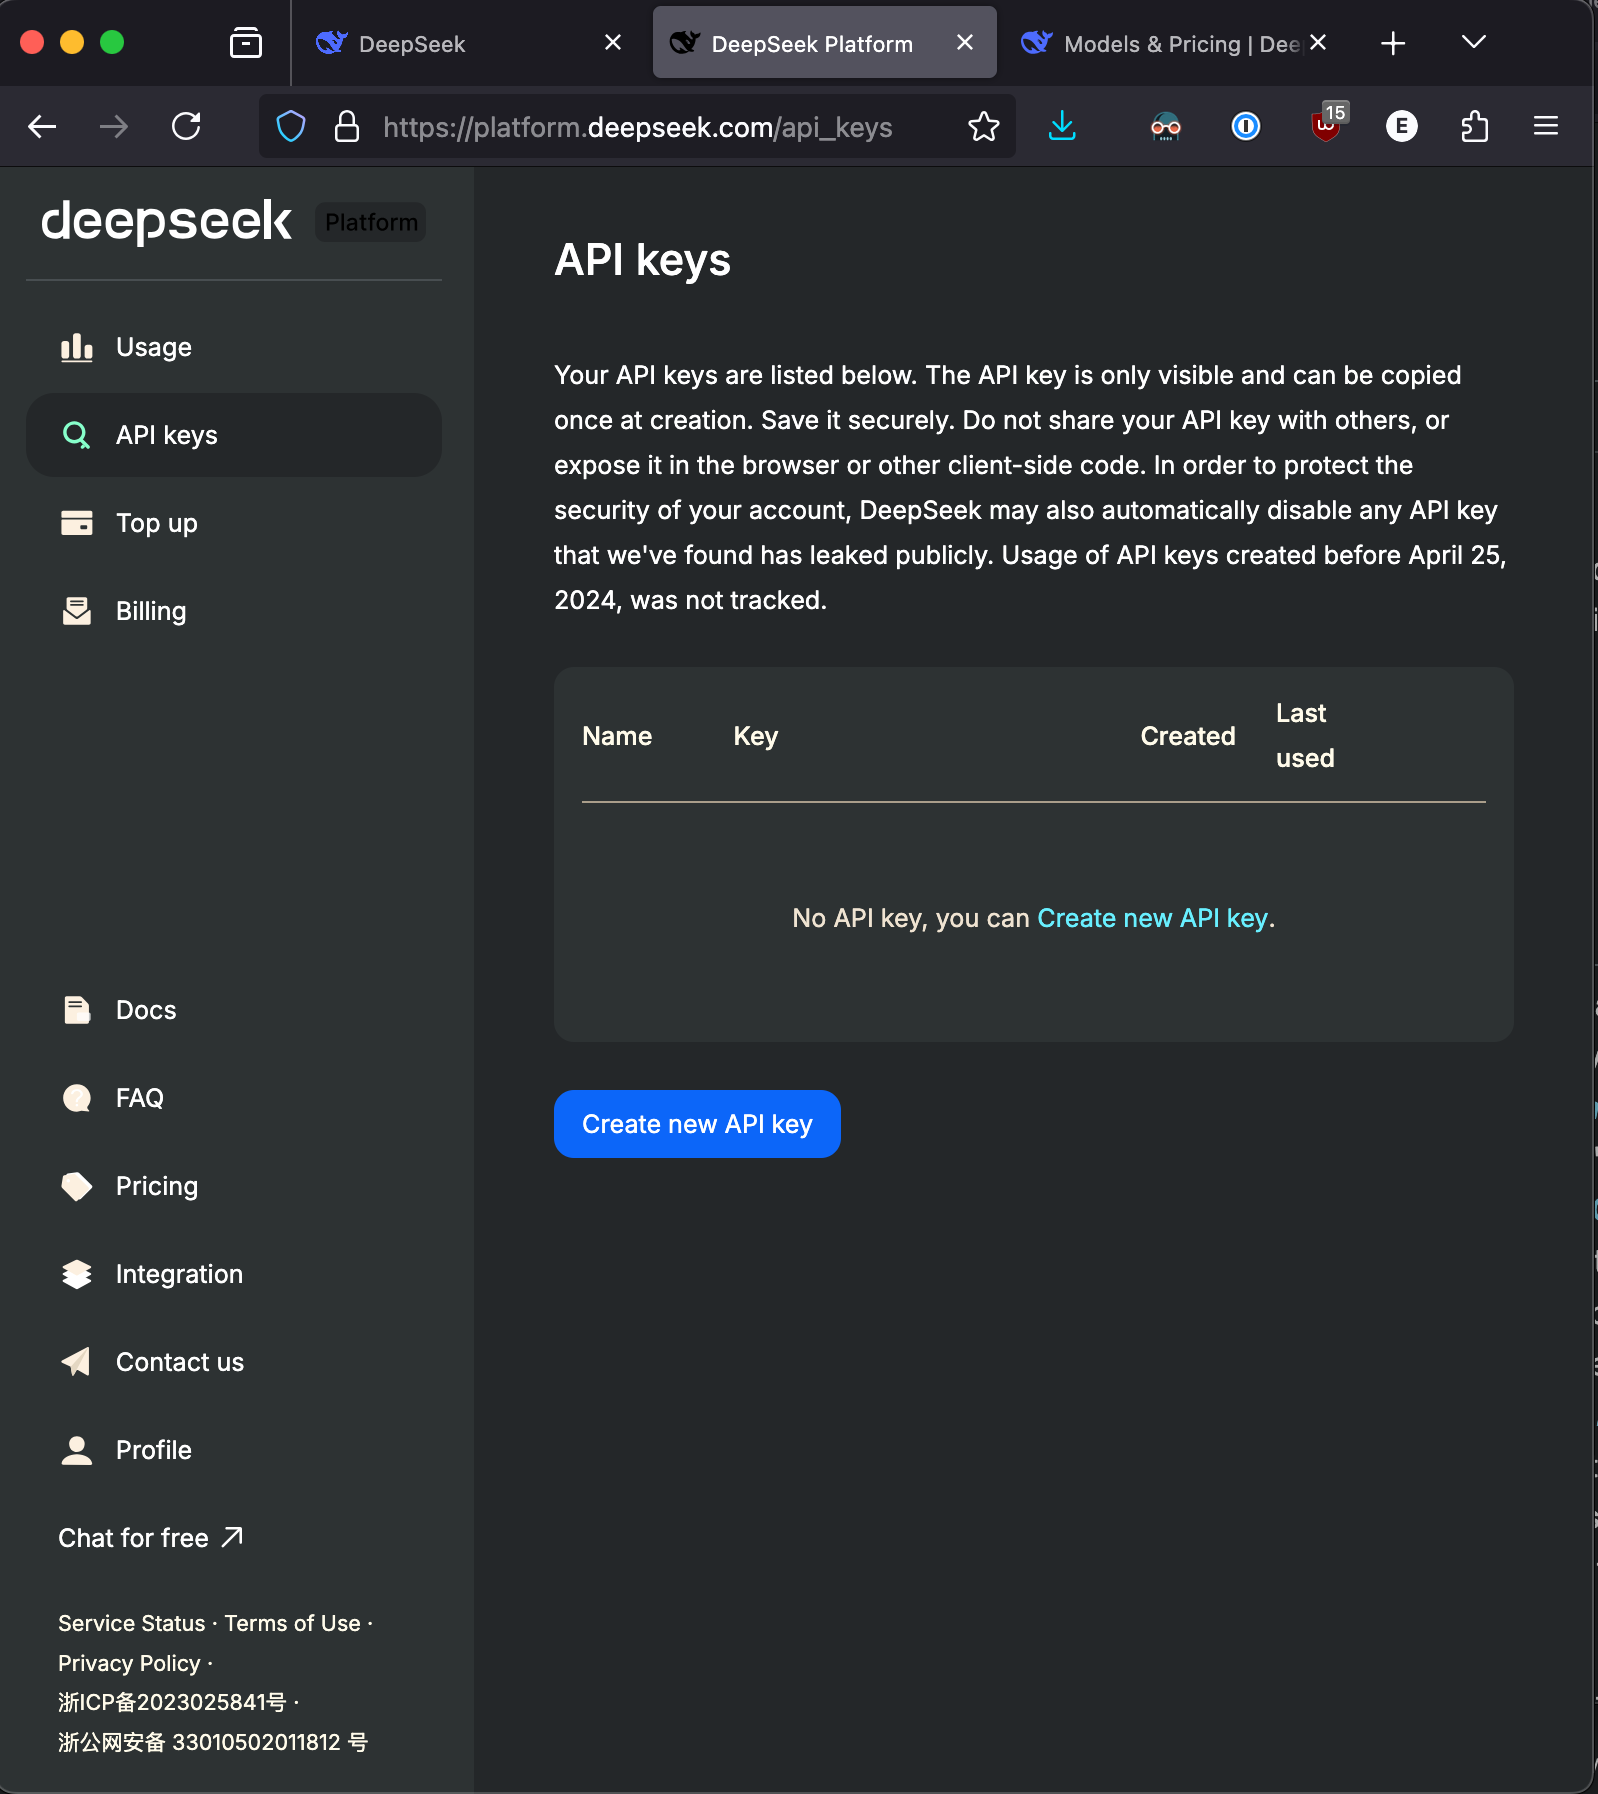 DeepSeek
DeepSeek Platform
Models & Pricing | Dee
https://platform.deepseek.com/api_keys
15
E
deepseek
Platform
Usage
API keys
Top up
Billing
Docs
FAQ
Pricing
Integration
Contact us
Profile
Chat for free
Service Status · Terms of Use ·
Privacy Policy ·
浙ICP备2023025841号 ·
浙公网安备 33010502011812 号
API keys
Your API keys are listed below. The API key is only visible and can be copied
once at creation. Save it securely. Do not share your API key with others, or
expose it in the browser or other client-side code. In order to protect the
security of your account, DeepSeek may also automatically disable any API key
that we've found has leaked publicly. Usage of API keys created before April 25,
2024, was not tracked.
Name Key Created Last
used
No API key, you can Create new API key.
Create new API key